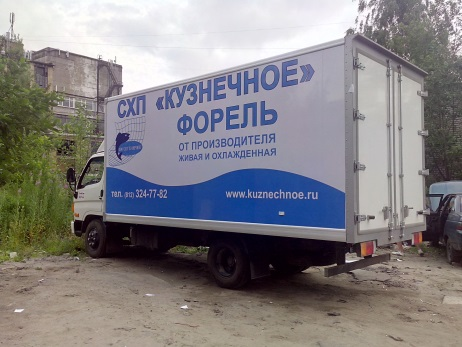 СХП «КУЗНЕЧНОЕ»
ФОРЕЛЬ
ОТ ПРОИЗВОДИТЕЛЯ
ЖИВАЯ И ОХЛАЖДЕННАЯ
тел. (812) 324-77-82
www.kuznechnoe.ru